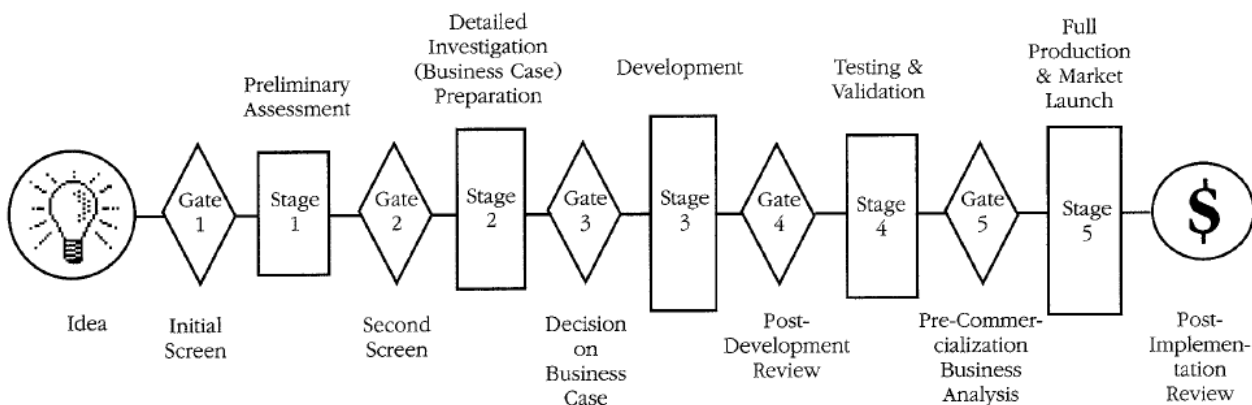 Preliminary
Assessment
Detailed
Investigation
(Business Case)
Preparation
Development
Testing &
Validation
Full
Production
& Market
Launch
Gate
1
Stage
1
Gate
2
Stage
2
Gate
3
Stage
3
Gate
4
Stage
4
Gate
5
Stage
5
$
Idea
Initial
Screen
Second
Screen
Decision
on
Business
Case
Post-
Development
Review
Pre-Commer-
cialization
Business
Analysis
Post-
Implemen-
tation
Review